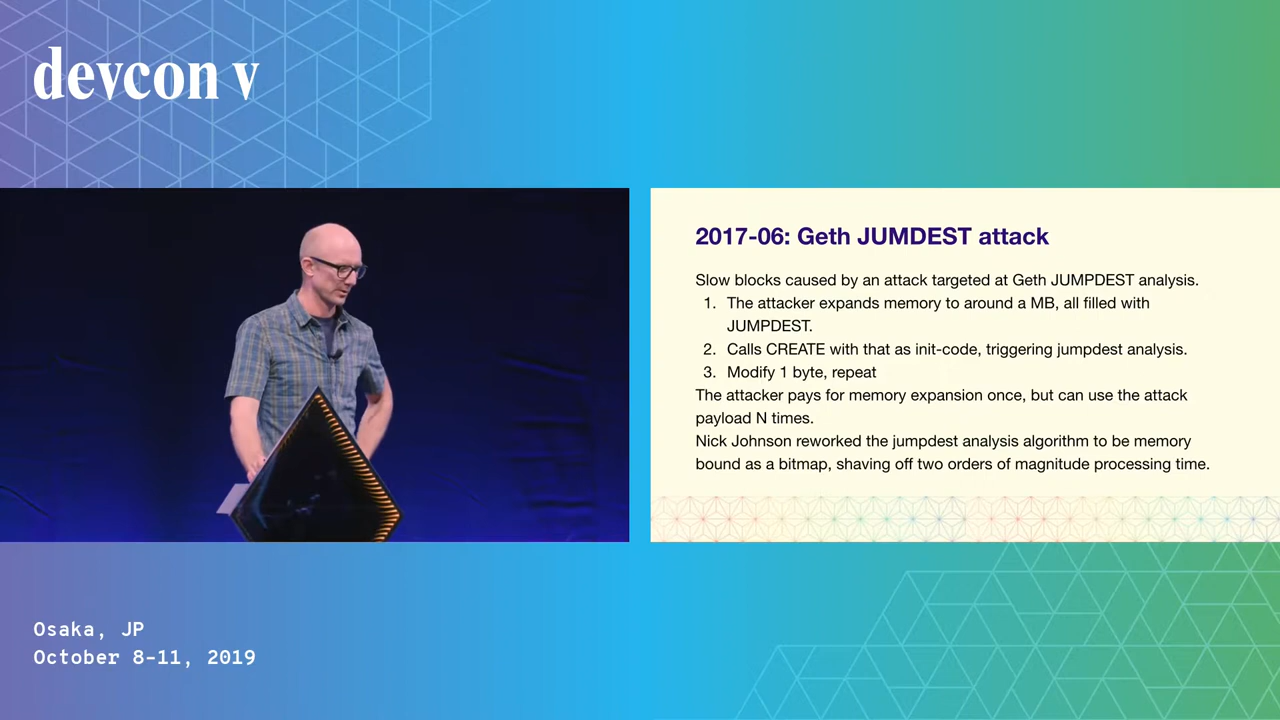 devcon v
2017-06: Geth JUMDEST attack
Slow blocks caused by an attack targeted at Geth JUMPDEST analysis.
1. The attacker expands memory to around a MB, all filled with
JUMPDEST.
2. Calls CREATE with that as init-code, triggering jumpdest analysis.
3. Modify 1 byte, repeat
The attacker pays for memory expansion once, but can use the attack
payload N times.
Nick Johnson reworked the jumpdest analysis algorithm to be memory
bound as a bitmap, shaving off two orders of magnitude processing time.
Osaka, JP
October 8-11, 2019